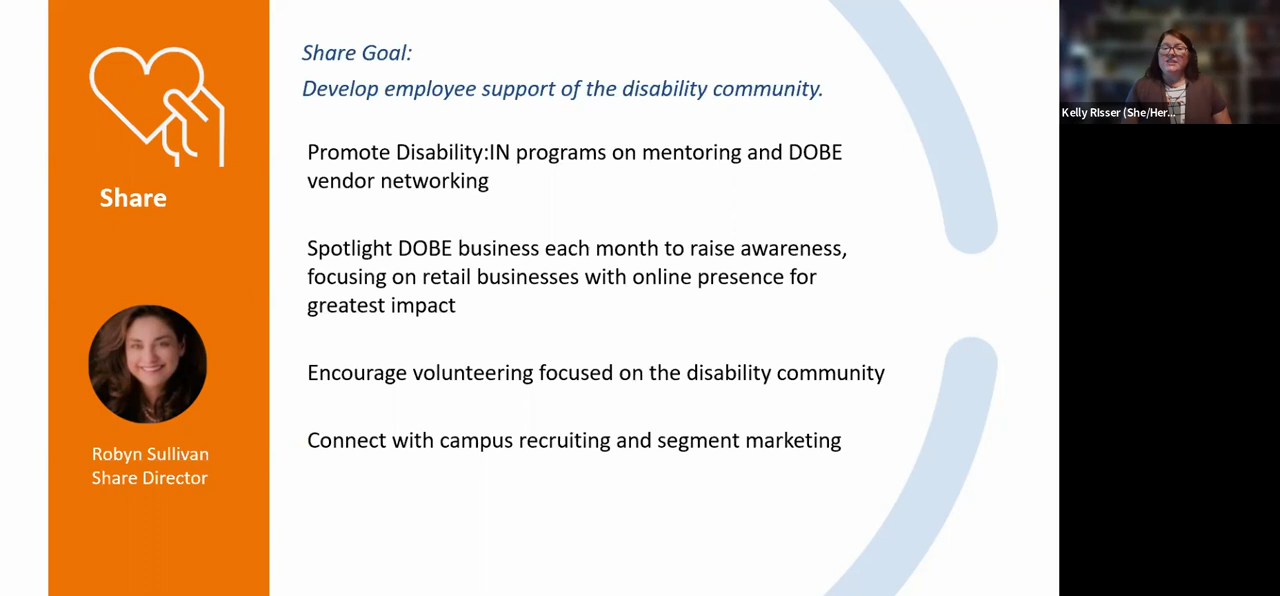 Share
Robyn Sullivan
Share Director
Share Goal:
Develop employee support of the disability community.
Promote Disability:IN programs on mentoring and DOBE
vendor networking
Spotlight DOBE business each month to raise awareness,
focusing on retail businesses with online presence for
greatest impact
Encourage volunteering focused on the disability community
Connect with campus recruiting and segment marketing
Kelly RIsser (She/Her...